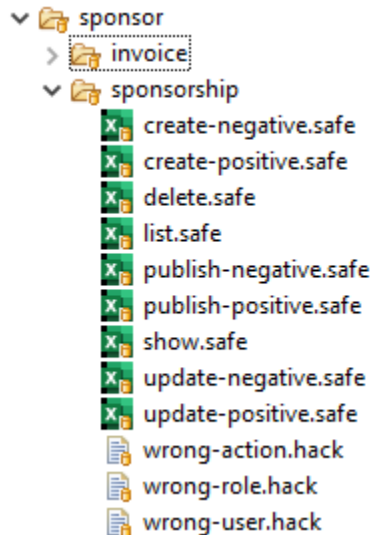 sponsor
invoice
sponsorship
create-negative.safe
create-positive.safe
delete.safe
list.safe
publish-negative.safe
publish-positive.safe
show.safe
update-negative.safe
update-positive.safe
wrong-action.hack
wrong-role.hack
wrong-user.hack